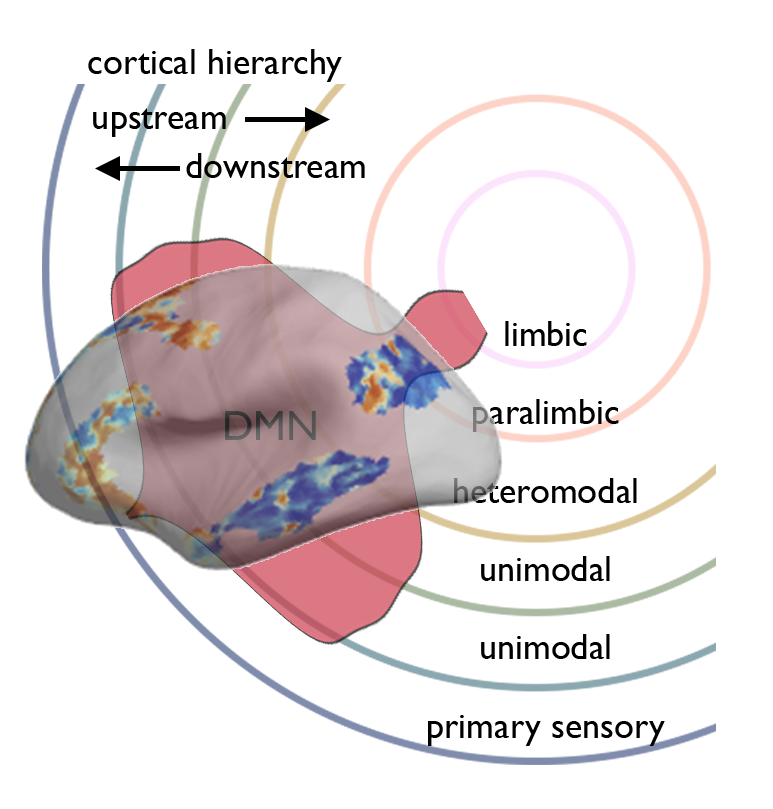 cortical hierarchy
upstream
downstream
limbic
paralimbic
DMN
heteromodal
unimodal
unimodal
primary sensory